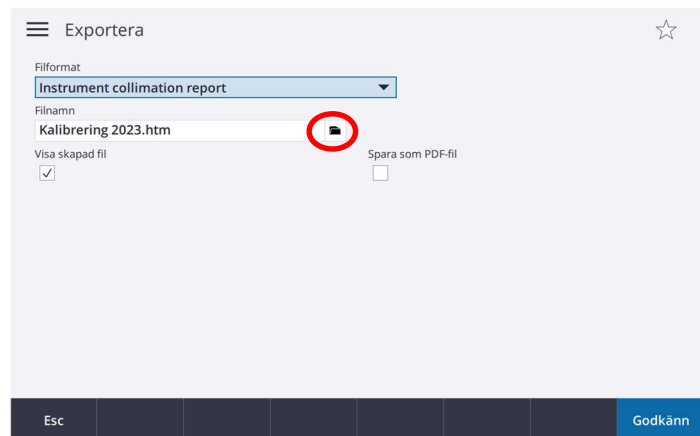 Exportera
Filformat
Instrument collimation report
Filnamn
Kalibrering 2023.htm
Visa skapad fil
Spara som PDF-fil
Esc
Godkänn